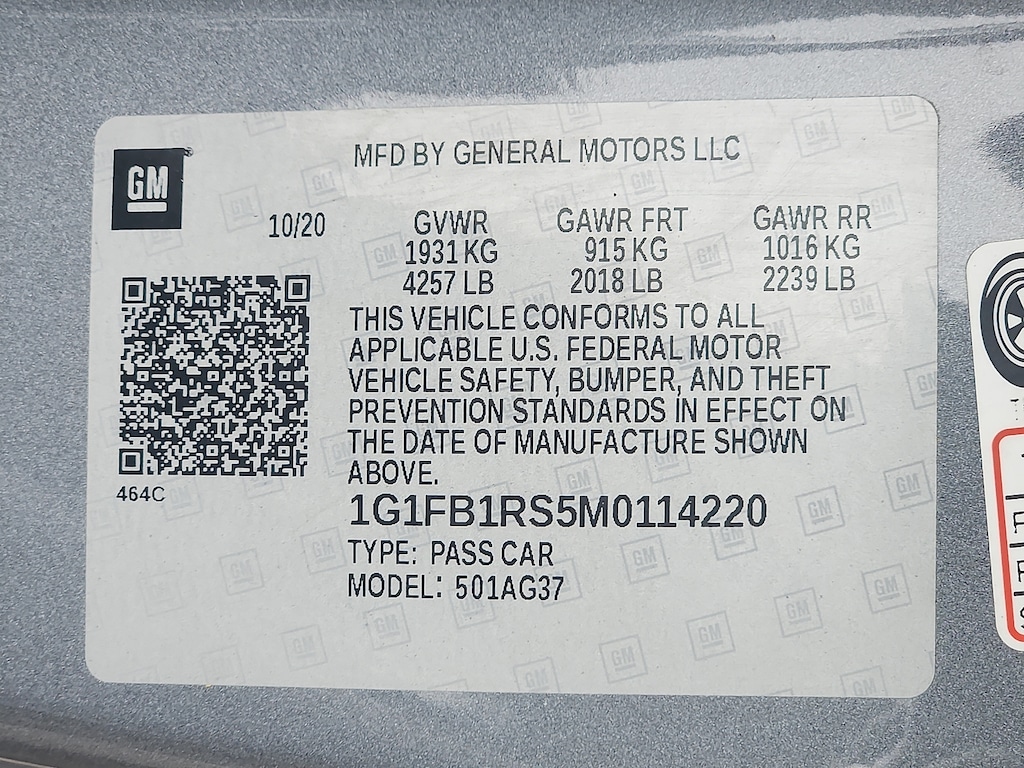 GM
MFD BY GENERAL MOTORS LLC
10/20 GVWR GAWR FRT GAWR RR
1931 KG 915 KG 1016 KG
4257 LB 2018 LB 2239 LB
THIS VEHICLE CONFORMS TO ALL
APPLICABLE U.S. FEDERAL MOTOR
VEHICLE SAFETY, BUMPER, AND THEFT
PREVENTION STANDARDS IN EFFECT ON
THE DATE OF MANUFACTURE SHOWN
ABOVE.
464C
1G1FB1RS5M0114220
TYPE: PASS CAR
MODEL: 501AG37